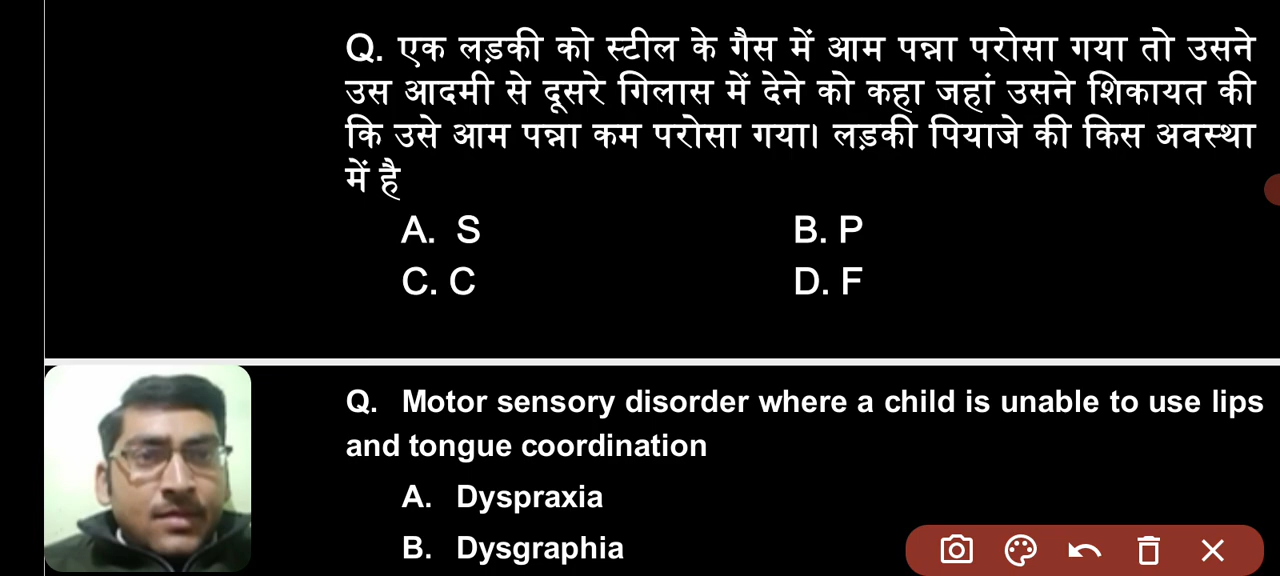 Q. एक लड़की को स्टील के गैस में आम पन्ना परोसा गया तो उसने
उस आदमी से दूसरे गिलास में देने को कहा जहां उसने शिकायत की
कि उसे आम पन्ना कम परोसा गया। लड़की पियाजे की किस अवस्था
में है
A. S B. P
C. C D. F
Q. Motor sensory disorder where a child is unable to use lips
and tongue coordination
A. Dyspraxia
B. Dysgraphia